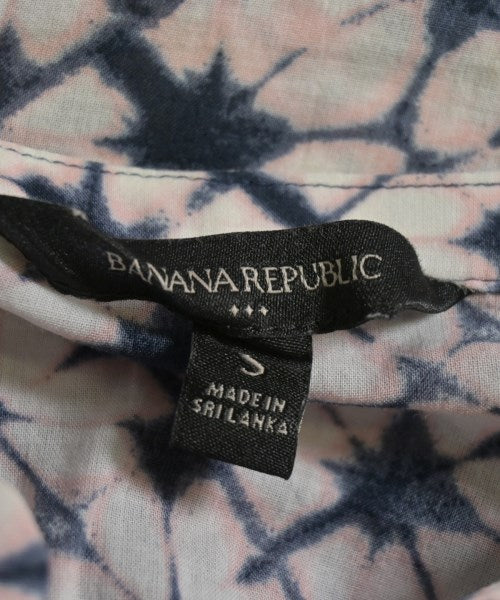 BANANA REPUBLIC
S
MADE IN
SRI LANKA